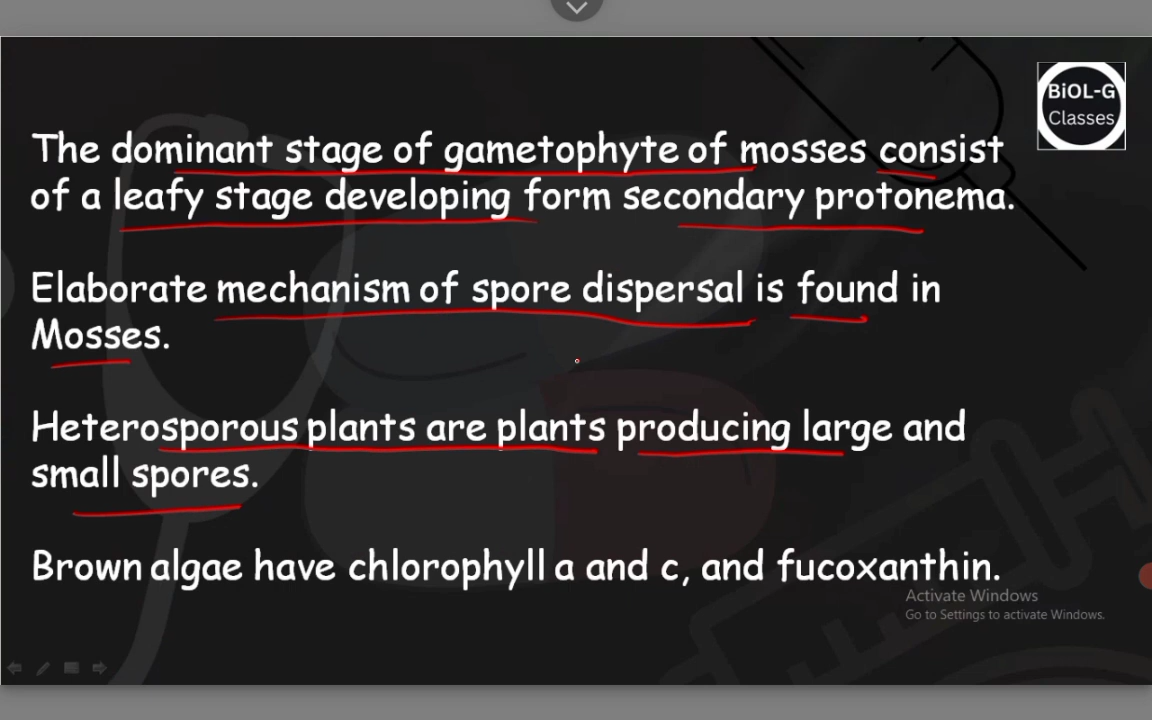 BiOL-G
Classes
The dominant stage of gametophyte of mosses consist
of a leafy stage developing form secondary protonema.
Elaborate mechanism of spore dispersal is found in
Mosses.
Heterosporous plants are plants producing large and
small spores.
Brown algae have chlorophyll a and c, and fucoxanthin.
Activate Windows
Go to Settings to activate Windows.